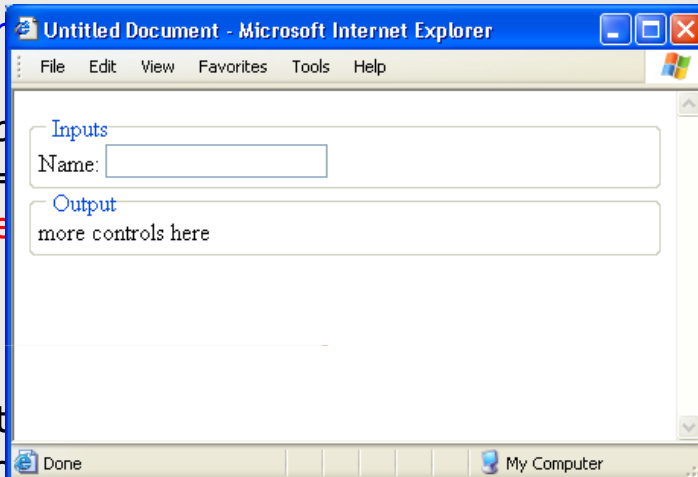 Untitled Document - Microsoft Internet Explorer
File Edit View Favorites Tools Help
Inputs
Name:
Output
more controls here
Done My Computer